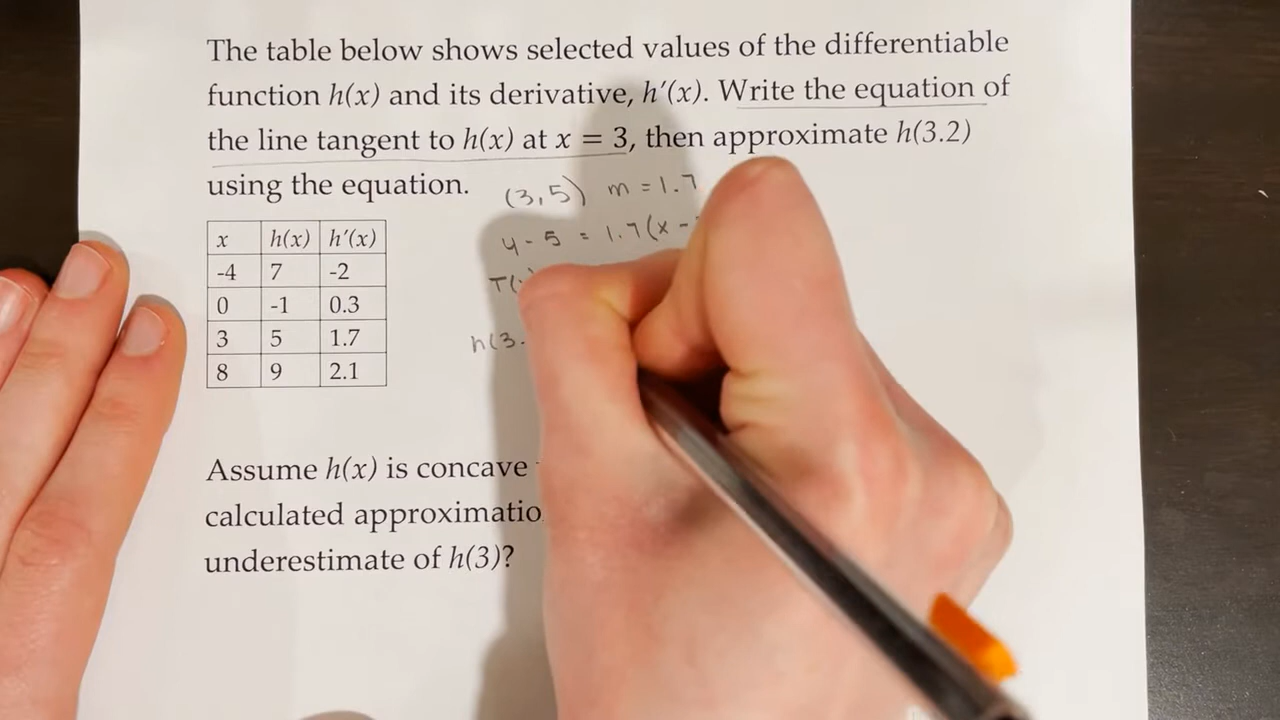 The table below shows selected values of the differentiable
function h(x) and its derivative, h′(x). Write the equation of
the line tangent to h(x) at x = 3, then approximate h(3.2)
using the equation.
(3,5) m = 1.7
y - 5 = 1.7(x -
T(
h(3.
x h(x) h′(x)
-4 7 -2
0 -1 0.3
3 5 1.7
8 9 2.1
Assume h(x) is concave
calculated
underestimate of h(3)?